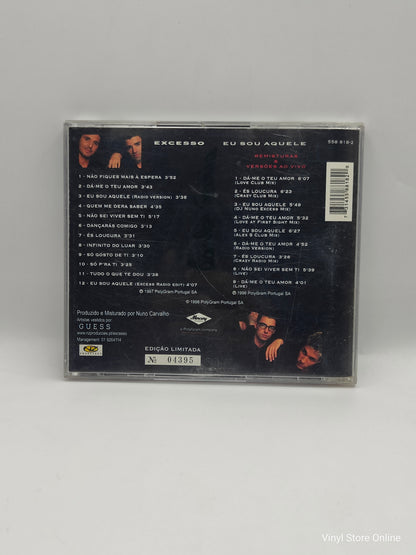 EXCESSO EU SOU AQUELE 558 818-2
1 - NÃO FIQUES MAIS À ESPERA 3'52
2 - DÁ-ME O TEU AMOR 3'43
3 - EU SOU AQUELE (RADIO VERSION) 3'38
4 - QUEM ME DERA SABER 4'35
5 - NÃO SEI VIVER SEM TI 5'17
6 - DANÇARÁS COMIGO 3'13
7 - ÉS LOUCURA 3'31
8 - INFINITO DO LUAR 3'30
9 - SÓ GOSTO DE TI 3'20
10 - SÓ P'RA TI 3'23
11 - TUDO O QUE TE DOU 3'38
12 - EU SOU AQUELE (EXCESS RADIO EDIT) 4'07
℗ 1997 PolyGram Portugal SA
REMISTURAS
E
VERSÕES AO VIVO
1 - DÁ-ME O TEU AMOR 6'07
(LOVE CLUB MIX)
2 - ÉS LOUCURA 6'23
(CRAZY CLUB MIX)
3 - EU SOU AQUELE 5'49
(DJ NUNO EXCESS MIX)
4 - DÁ-ME O TEU AMOR 5'32
(LOVE AT FIRST SIGHT MIX)
5 - EU SOU AQUELE 6'27
(ALEX S CLUB MIX)
6 - DÁ-ME O TEU AMOR 4'52
(RADIO VERSION)
7 - ÉS LOUCURA 3'26
(CRAZY RADIO MIX)
8 - NÃO SEI VIVER SEM TI 5'39
(LIVE)
9 - DÁ-ME O TEU AMOR 4'01
(LIVE)
℗ 1998 PolyGram Portugal SA
Produzido e Misturado por Nuno Carvalho
Artistas vestidos por
GUESS
Management:
a PolyGram company
EDIÇÃO LIMITADA
Nº 04395
Vinyl Store Online